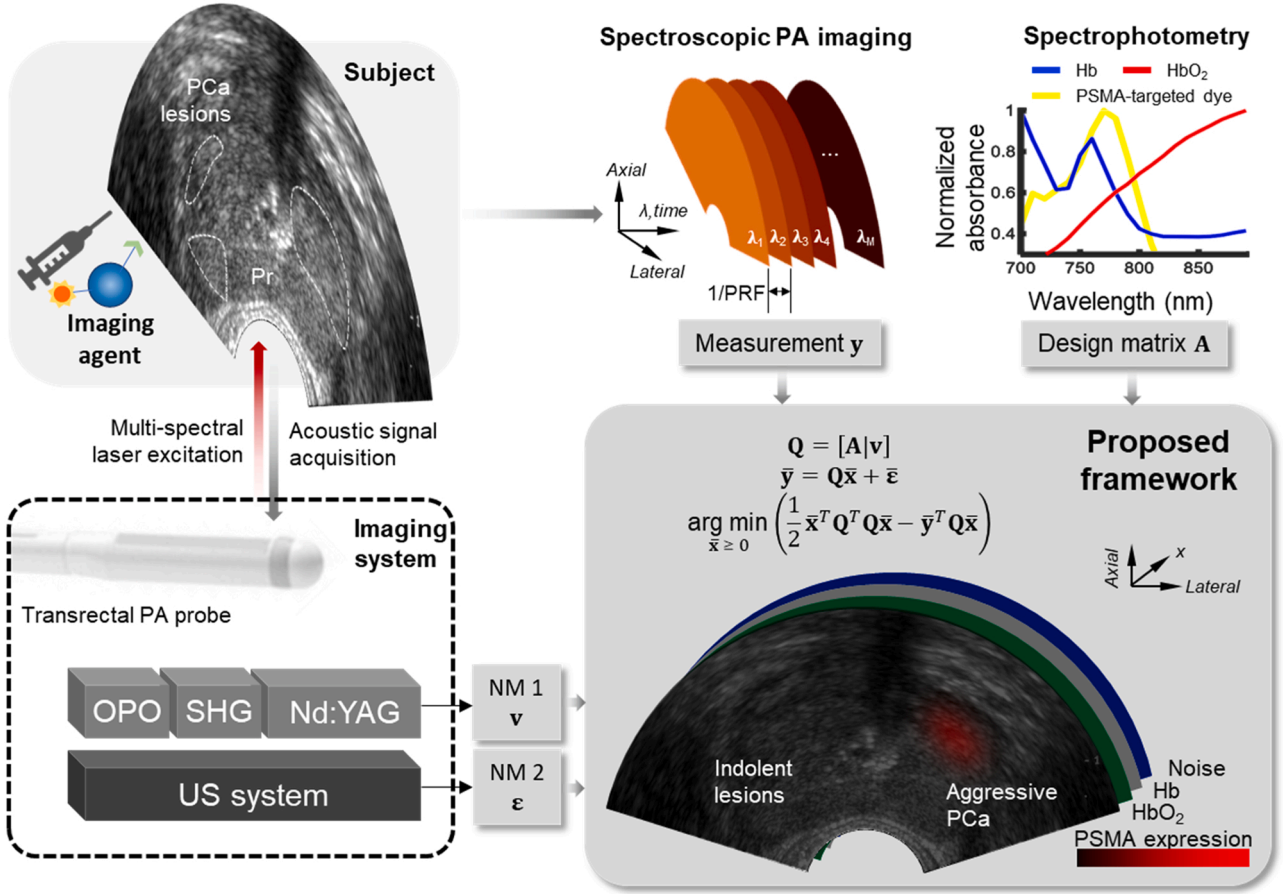 Subject
PCa
lesions
Pr
Imaging
agent
Multi-spectral
laser excitation
Acoustic signal
acquisition
Imaging
system
Transrectal PA probe
OPO
SHG
Nd:YAG
US system
NM 1
v
NM 2
ε
Spectroscopic PA imaging
Axial
λ,time
Lateral
λ₁
λ₂
λ₃
λ₄
...
λ_M
1/PRF
Measurement y
Spectrophotometry
Hb
HbO₂
PSMA-targeted dye
Normalized
absorbance
1
0.8
0.6
0.4
700
750
800
850
Wavelength (nm)
Design matrix A
Proposed
framework
Q = [A|v]
ȳ = Qx̄ + ε̄
arg min x̄ ≥ 0 (1/2 x̄ᵀQᵀQx̄ − ȳᵀQx̄)
Axial
x
Lateral
Indolent
lesions
Aggressive
PCa
Noise
Hb
HbO₂
PSMA expression